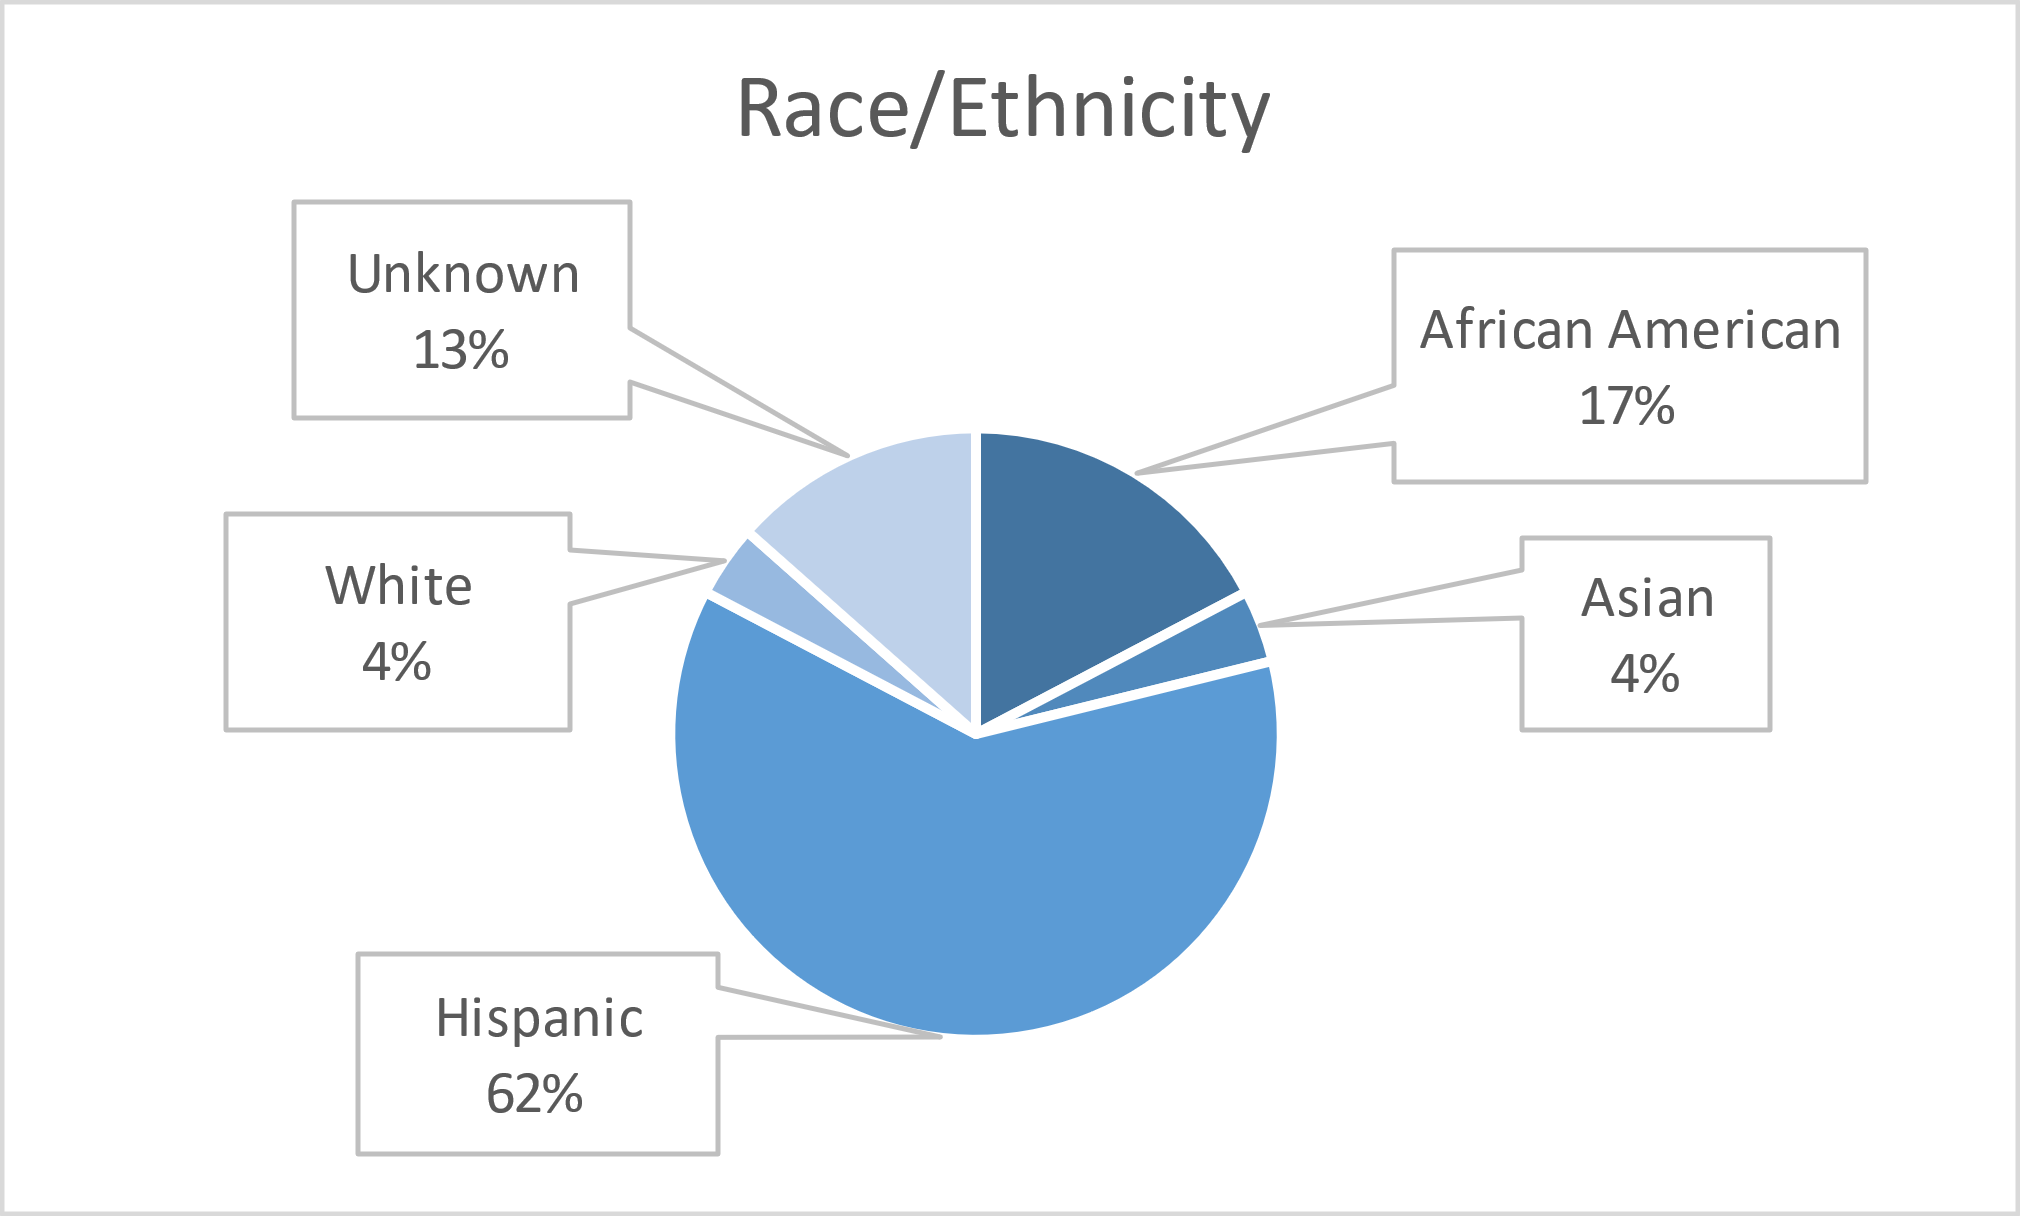 Race/Ethnicity
Unknown
13%
African American
17%
White
4%
Asian
4%
Hispanic
62%